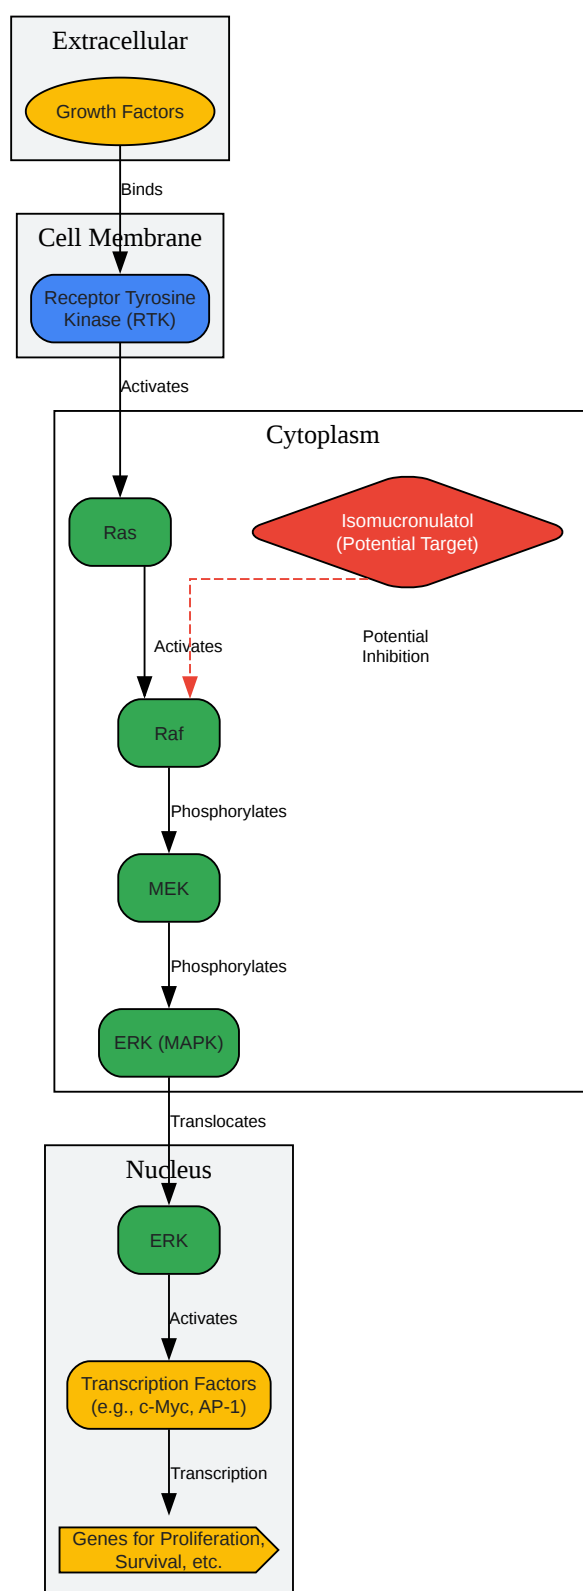 Extracellular
Growth Factors
Binds
Cell Membrane
Receptor Tyrosine
Kinase (RTK)
Activates
Cytoplasm
Ras
Isomucronulatol
(Potential Target)
Activates
Potential
Inhibition
Raf
Phosphorylates
MEK
Phosphorylates
ERK (MAPK)
Translocates
Nucleus
ERK
Activates
Transcription Factors
(e.g., c-Myc, AP-1)
Transcription
Genes for Proliferation,
Survival, etc.